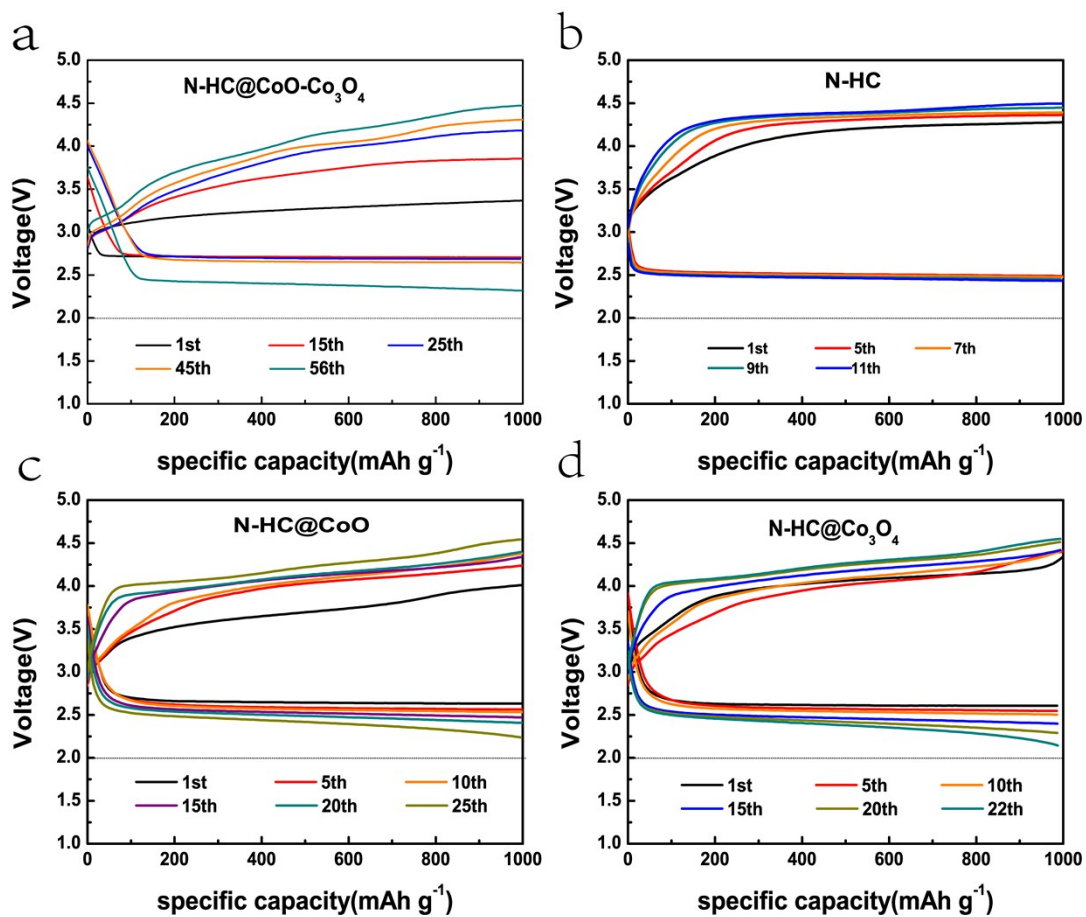 a
N-HC@CoO-Co₃O₄
Voltage(V)
5.0
4.5
4.0
3.5
3.0
2.5
2.0
1.5
1.0
1st 15th 25th
45th 56th
0 200 400 600 800 1000
specific capacity(mAh g⁻¹)
b
N-HC
Voltage(V)
5.0
4.5
4.0
3.5
3.0
2.5
2.0
1.5
1.0
1st 5th 7th
9th 11th
0 200 400 600 800 1000
specific capacity(mAh g⁻¹)
c
N-HC@CoO
Voltage(V)
5.0
4.5
4.0
3.5
3.0
2.5
2.0
1.5
1.0
1st 5th 10th
15th 20th 25th
0 200 400 600 800 1000
specific capacity(mAh g⁻¹)
d
N-HC@Co₃O₄
Voltage(V)
5.0
4.5
4.0
3.5
3.0
2.5
2.0
1.5
1.0
1st 5th 10th
15th 20th 22th
0 200 400 600 800 1000
specific capacity(mAh g⁻¹)